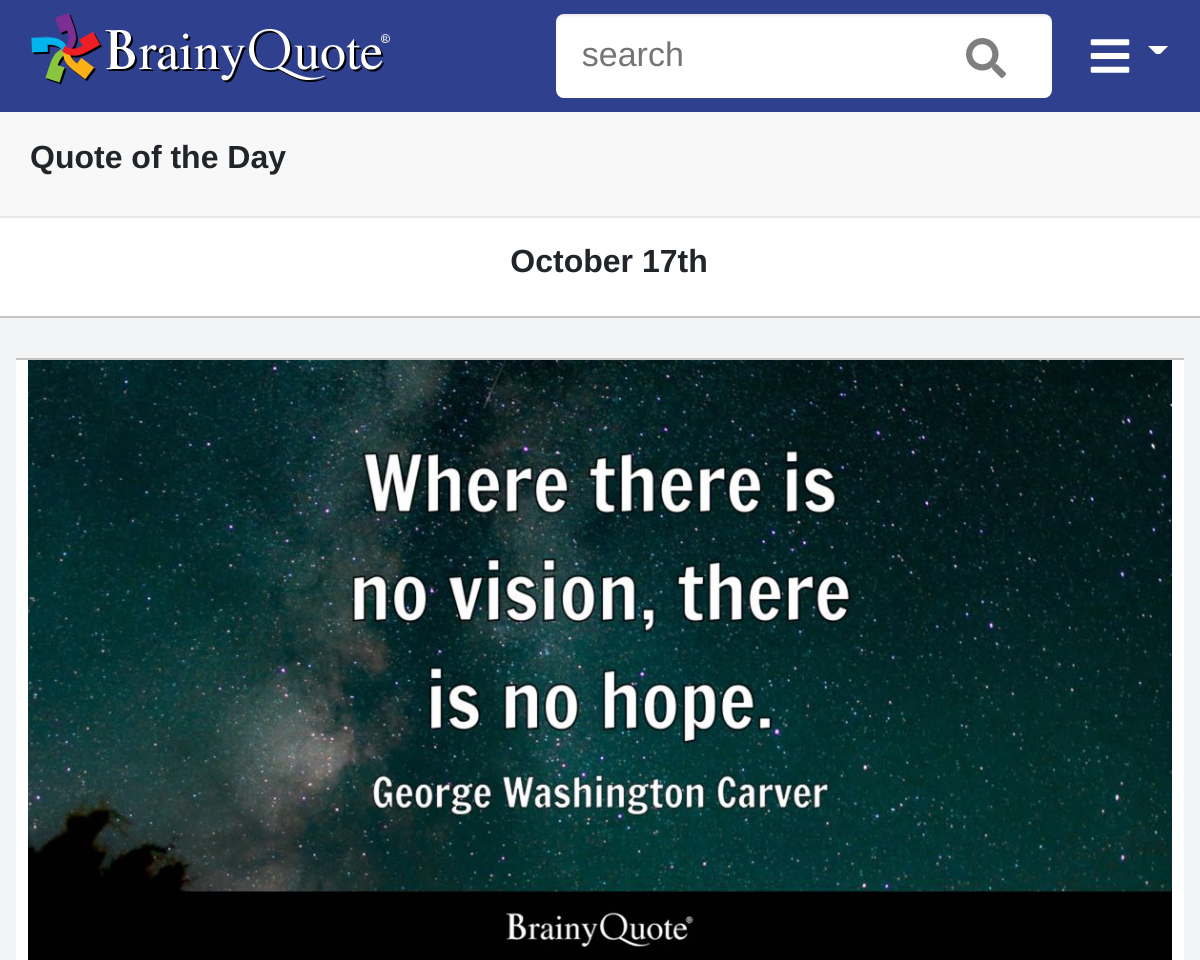 BrainyQuote®
search
Quote of the Day
October 17th
Where there is
no vision, there
is no hope.
George Washington Carver
BrainyQuote®